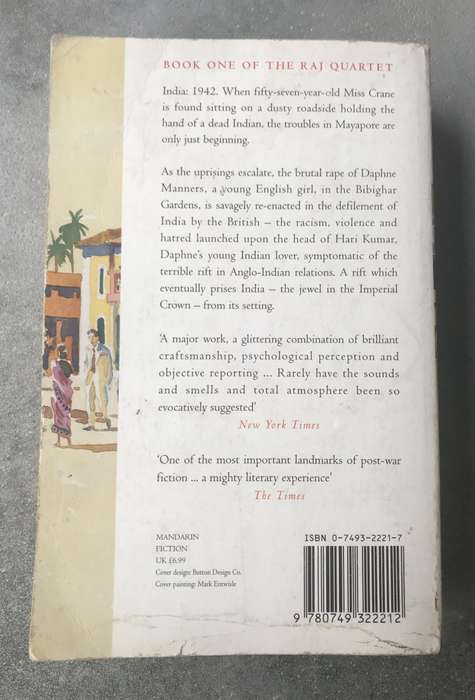 BOOK ONE OF THE RAJ QUARTET
India: 1942. When fifty-seven-year-old Miss Crane
is found sitting on a dusty roadside holding the
hand of a dead Indian, the troubles in Mayapore are
only just beginning.
As the uprisings escalate, the brutal rape of Daphne
Manners, a young English girl, in the Bibighar
Gardens, is savagely re-enacted in the defilement of
India by the British – the racism, violence and
hatred launched upon the head of Hari Kumar,
Daphne's young Indian lover, symptomatic of the
terrible rift in Anglo-Indian relations. A rift which
eventually prises India – the jewel in the Imperial
Crown – from its setting.
'A major work, a glittering combination of brilliant
craftsmanship, psychological perception and
objective reporting ... Rarely have the sounds
and smells and total atmosphere been so
evocatively suggested'
New York Times
'One of the most important landmarks of post-war
fiction ... a mighty literary experience'
The Times
MANDARIN
FICTION
UK £6.99
Cover design: Button Design Co.
Cover painting: Mark Entwisle
ISBN 0-7493-2221-7
9 780749 322212